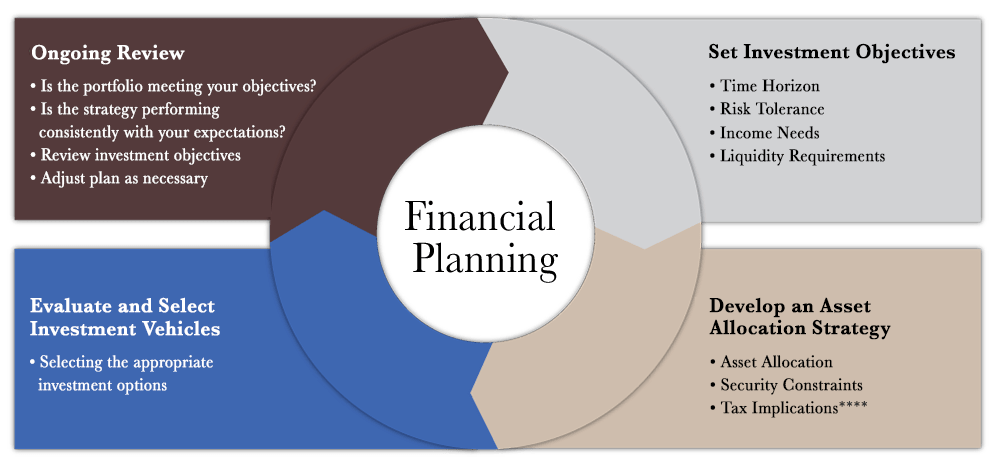 Ongoing Review
• Is the portfolio meeting your objectives?
• Is the strategy performing
consistently with your expectations?
• Review investment objectives
• Adjust plan as necessary
Set Investment Objectives
• Time Horizon
• Risk Tolerance
• Income Needs
• Liquidity Requirements
Financial
Planning
Evaluate and Select
Investment Vehicles
• Selecting the appropriate
investment options
Develop an Asset
Allocation Strategy
• Asset Allocation
• Security Constraints
• Tax Implications****